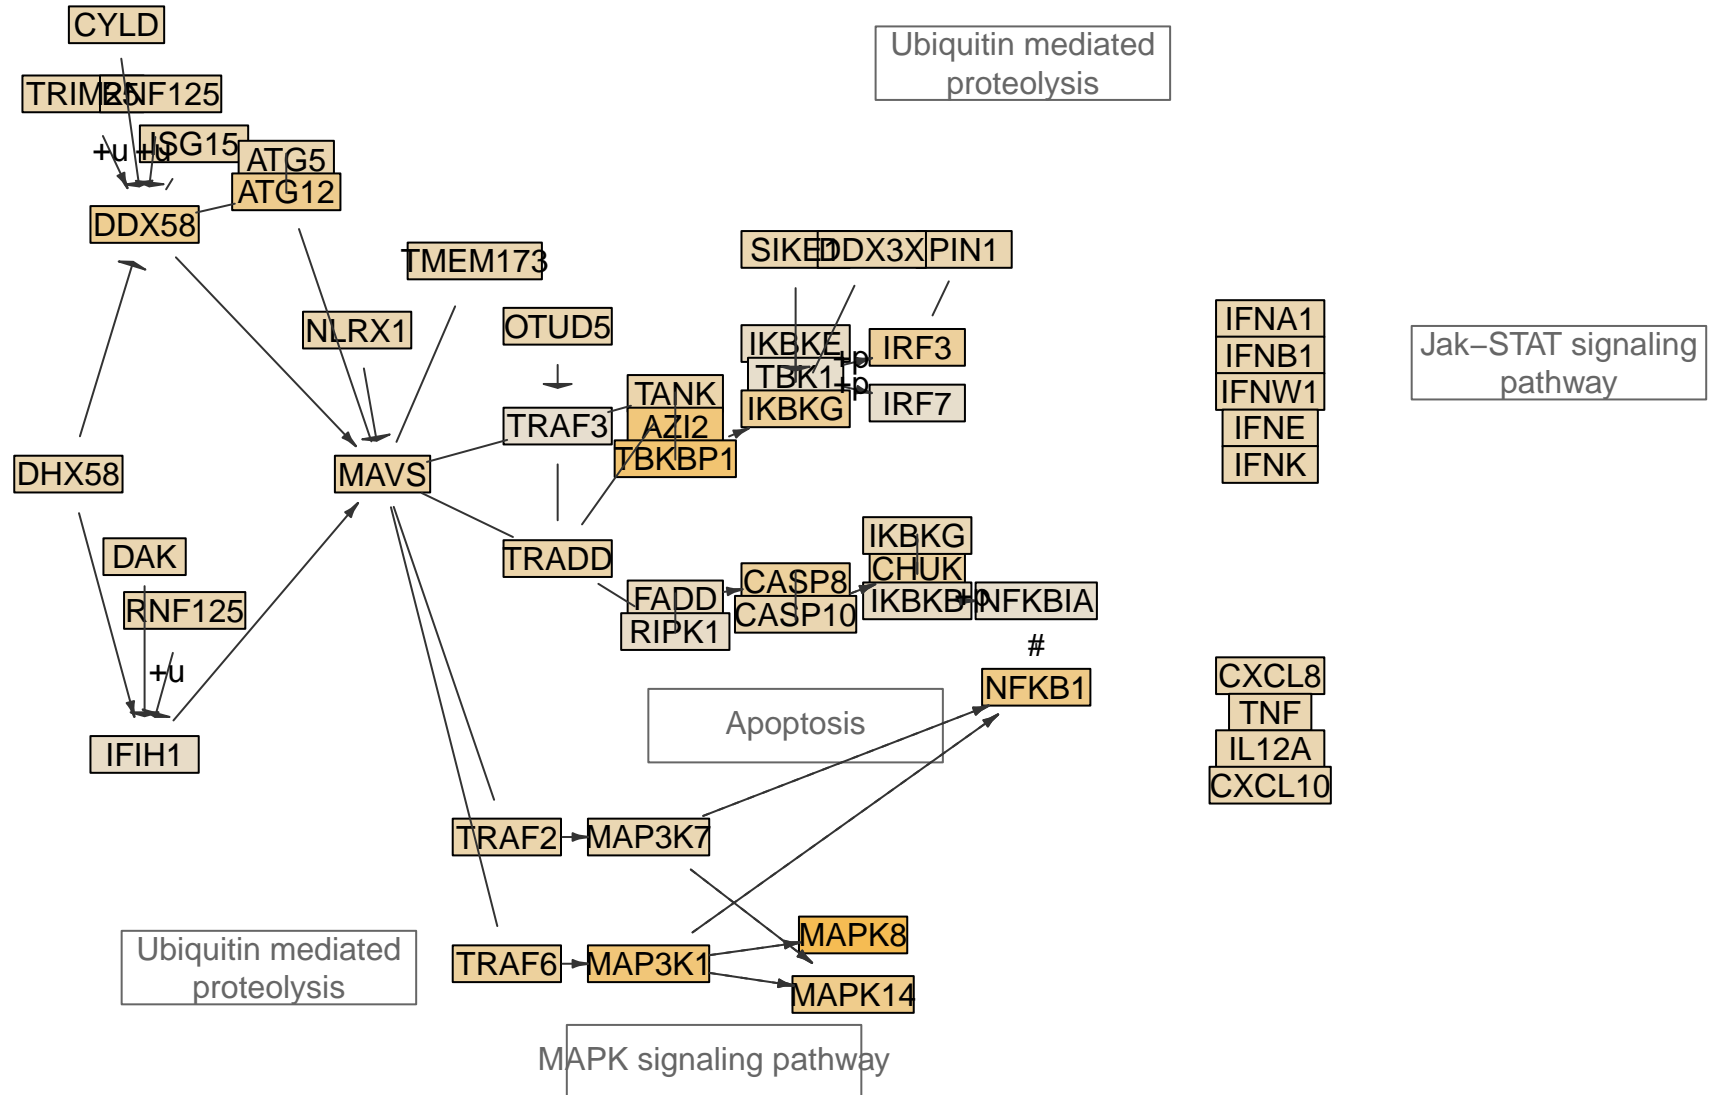 CYLD
Ubiquitin mediated
proteolysis
TRIM25
RNF125
ISG15
+u
+u
ATG5
ATG12
DDX58
TMEM173
SIKE1
DDX3X
PIN1
NLRX1
OTUD5
IKBKE
IRF3
+p
TBK1
+p
IKBKG
IRF7
IFNA1
IFNB1
IFNW1
IFNE
IFNK
Jak−STAT signaling
pathway
TRAF3
TANK
AZI2
TBKBP1
DHX58
MAVS
DAK
RNF125
+u
IFIH1
TRADD
FADD
RIPK1
CASP8
CASP10
IKBKG
CHUK
IKBKB
+p
NFKBIA
#
NFKB1
Apoptosis
CXCL8
TNF
IL12A
CXCL10
TRAF2
MAP3K7
TRAF6
MAP3K1
MAPK8
MAPK14
Ubiquitin mediated
proteolysis
MAPK signaling pathway